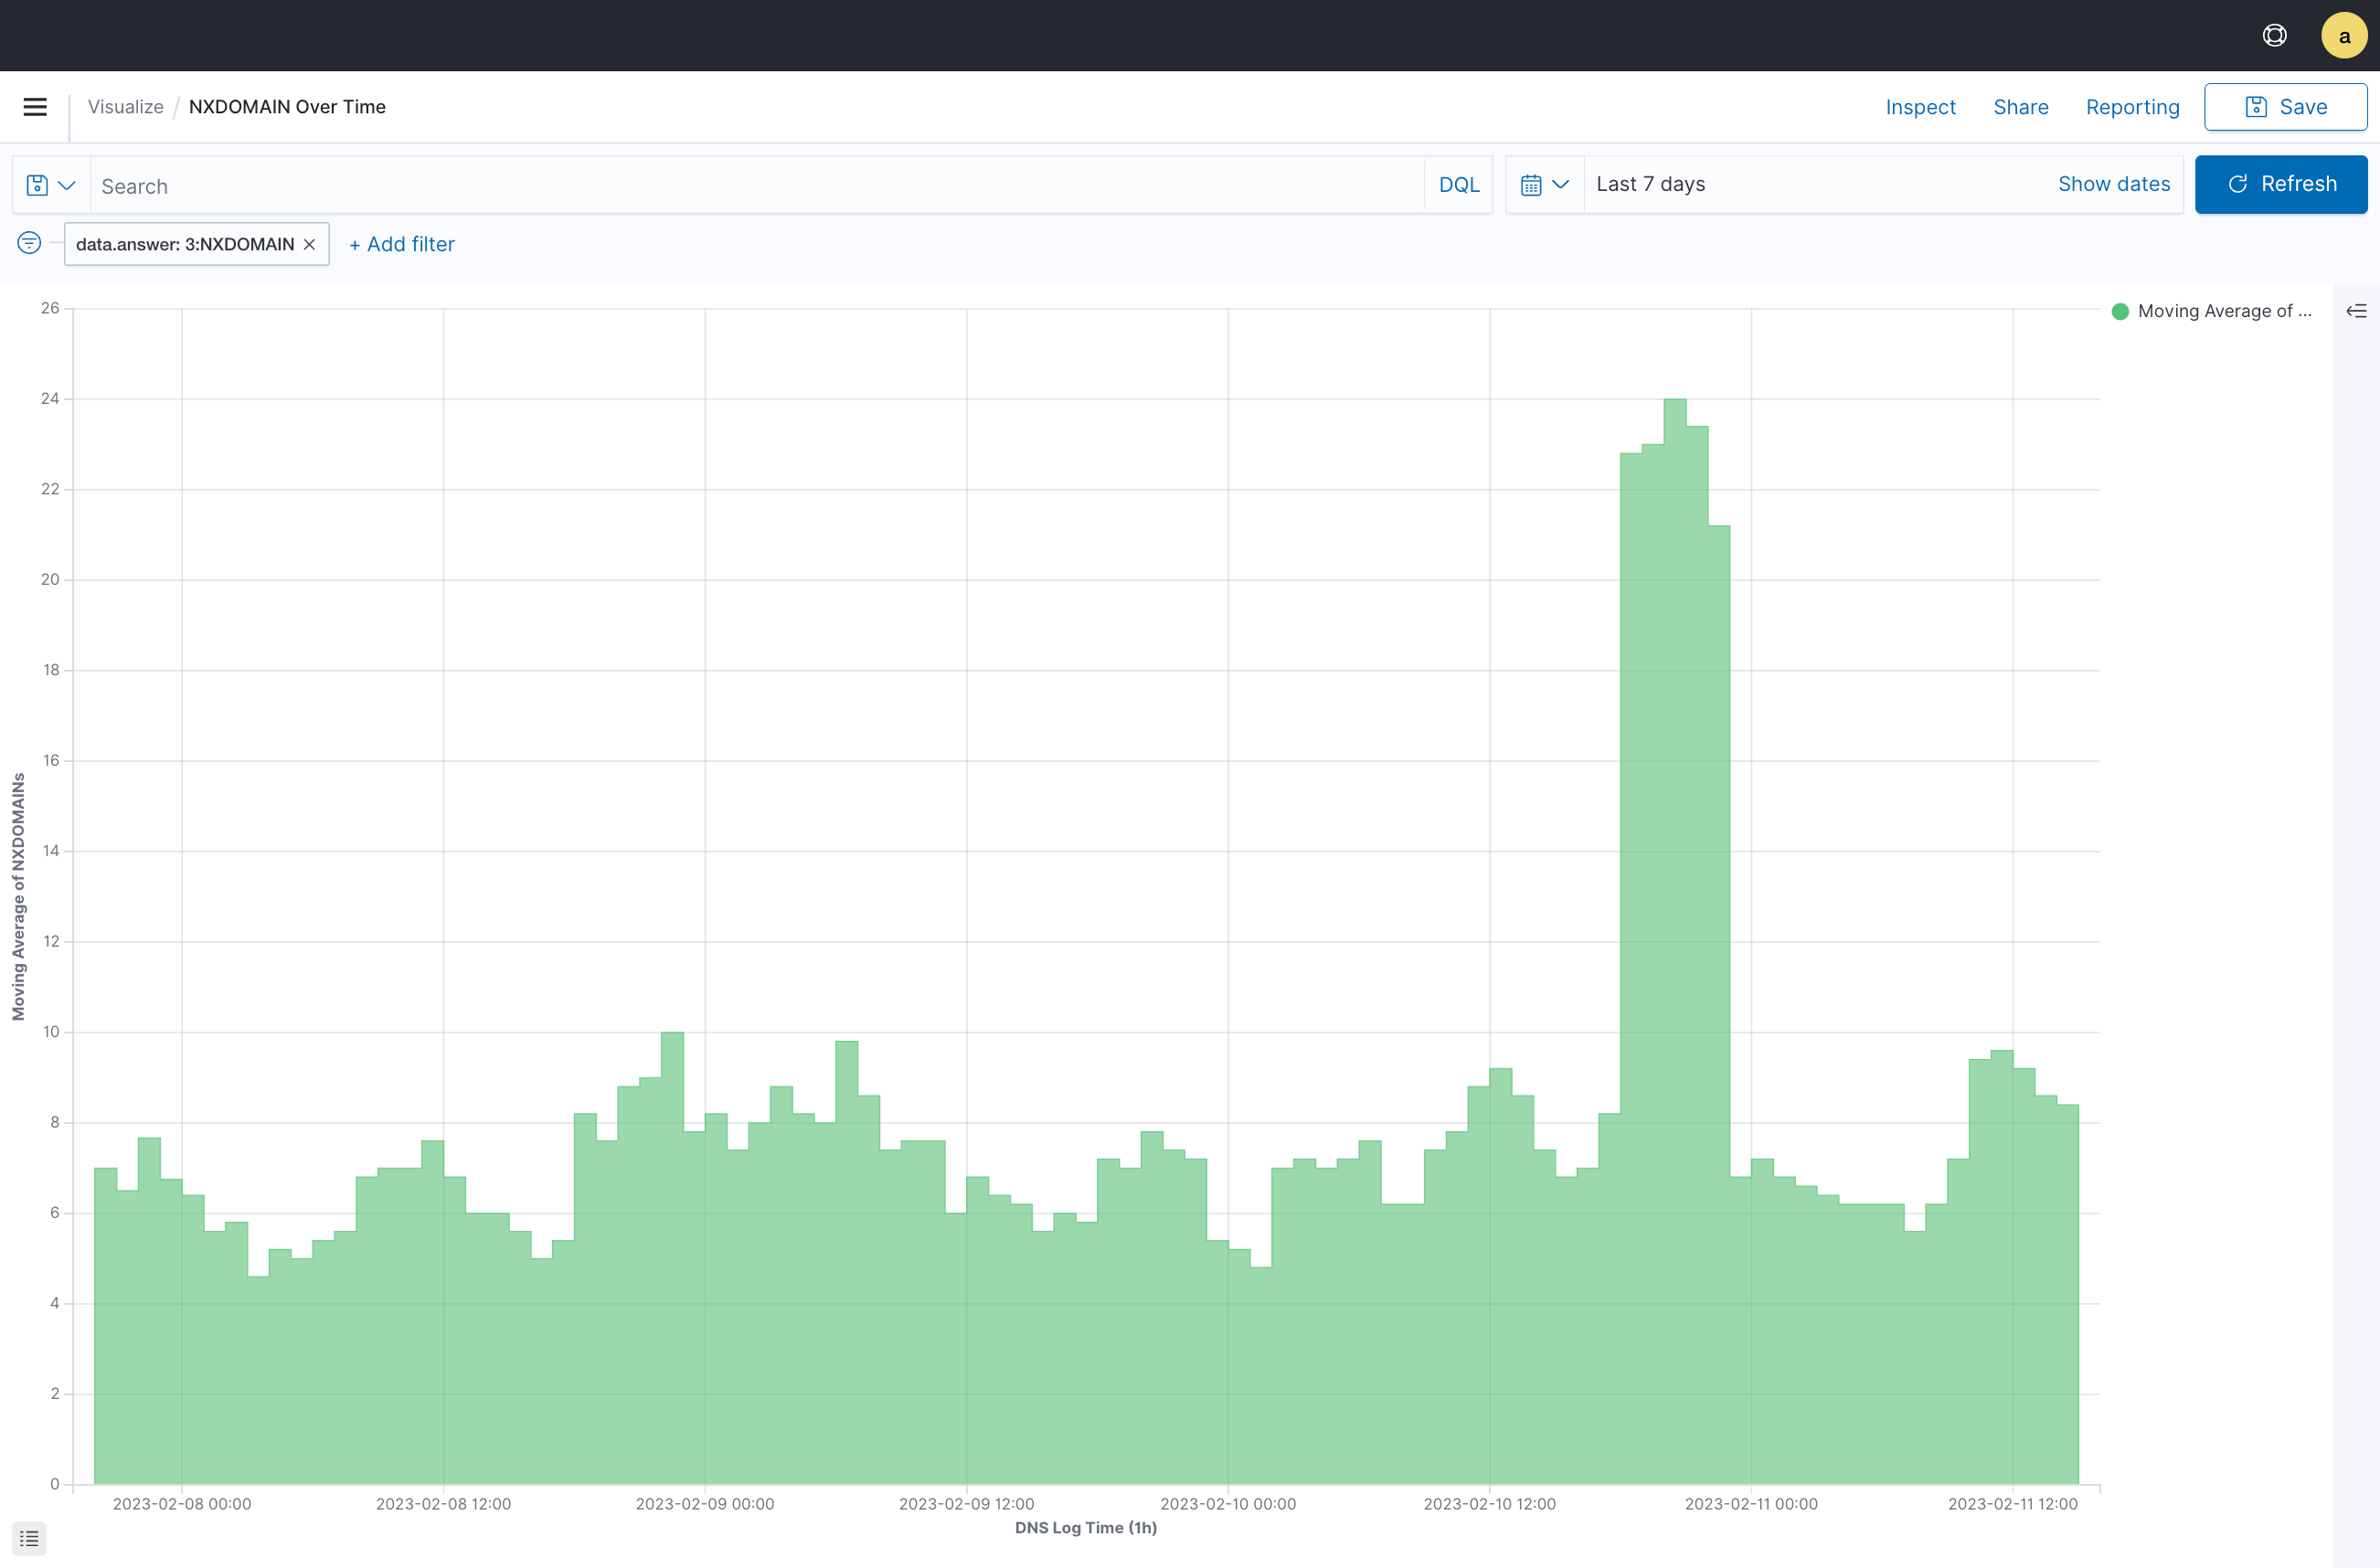 a
Visualize / NXDOMAIN Over Time
Inspect Share Reporting Save
Search DQL Last 7 days Show dates Refresh
data.answer: 3:NXDOMAIN × + Add filter
Moving Average of ...
26
24
22
20
18
16
14
12
10
8
6
4
2
0
Moving Average of NXDOMAINs
2023-02-08 00:00 2023-02-08 12:00 2023-02-09 00:00 2023-02-09 12:00 2023-02-10 00:00 2023-02-10 12:00 2023-02-11 00:00 2023-02-11 12:00
DNS Log Time (1h)